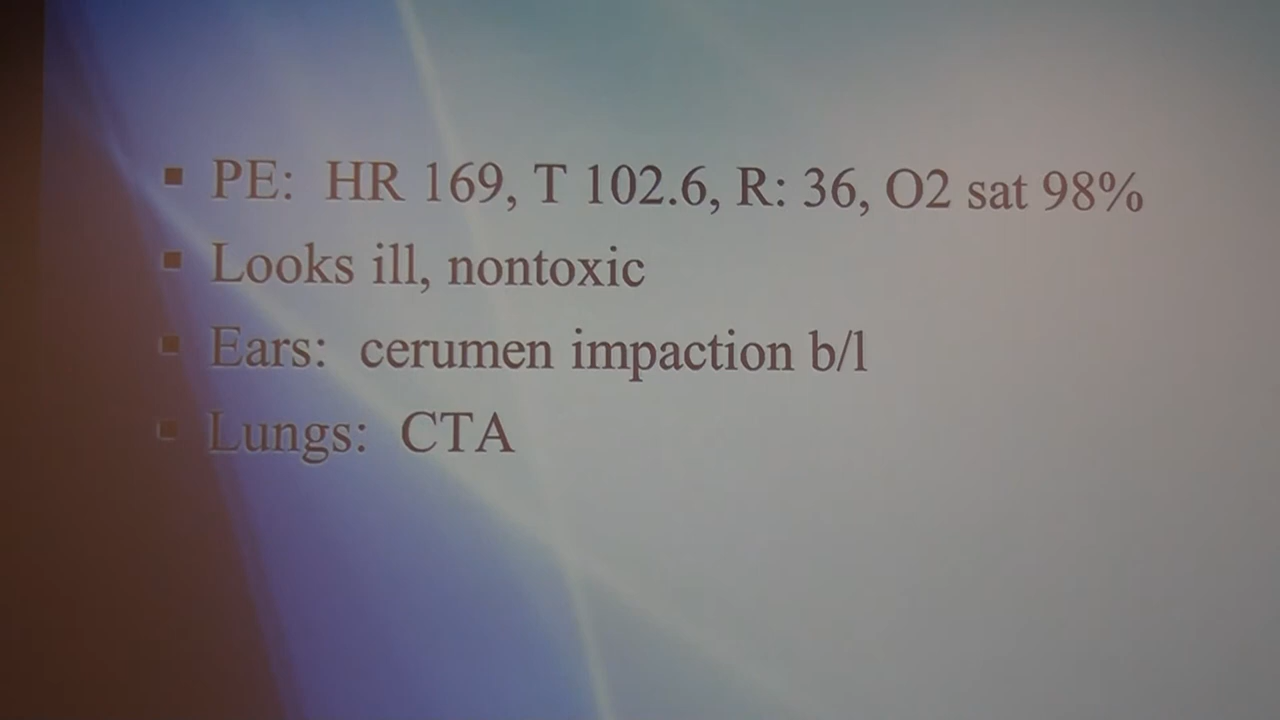 ▪ PE: HR 169, T 102.6, R: 36, O2 sat 98%
▪ Looks ill, nontoxic
▪ Ears: cerumen impaction b/l
▪ Lungs: CTA